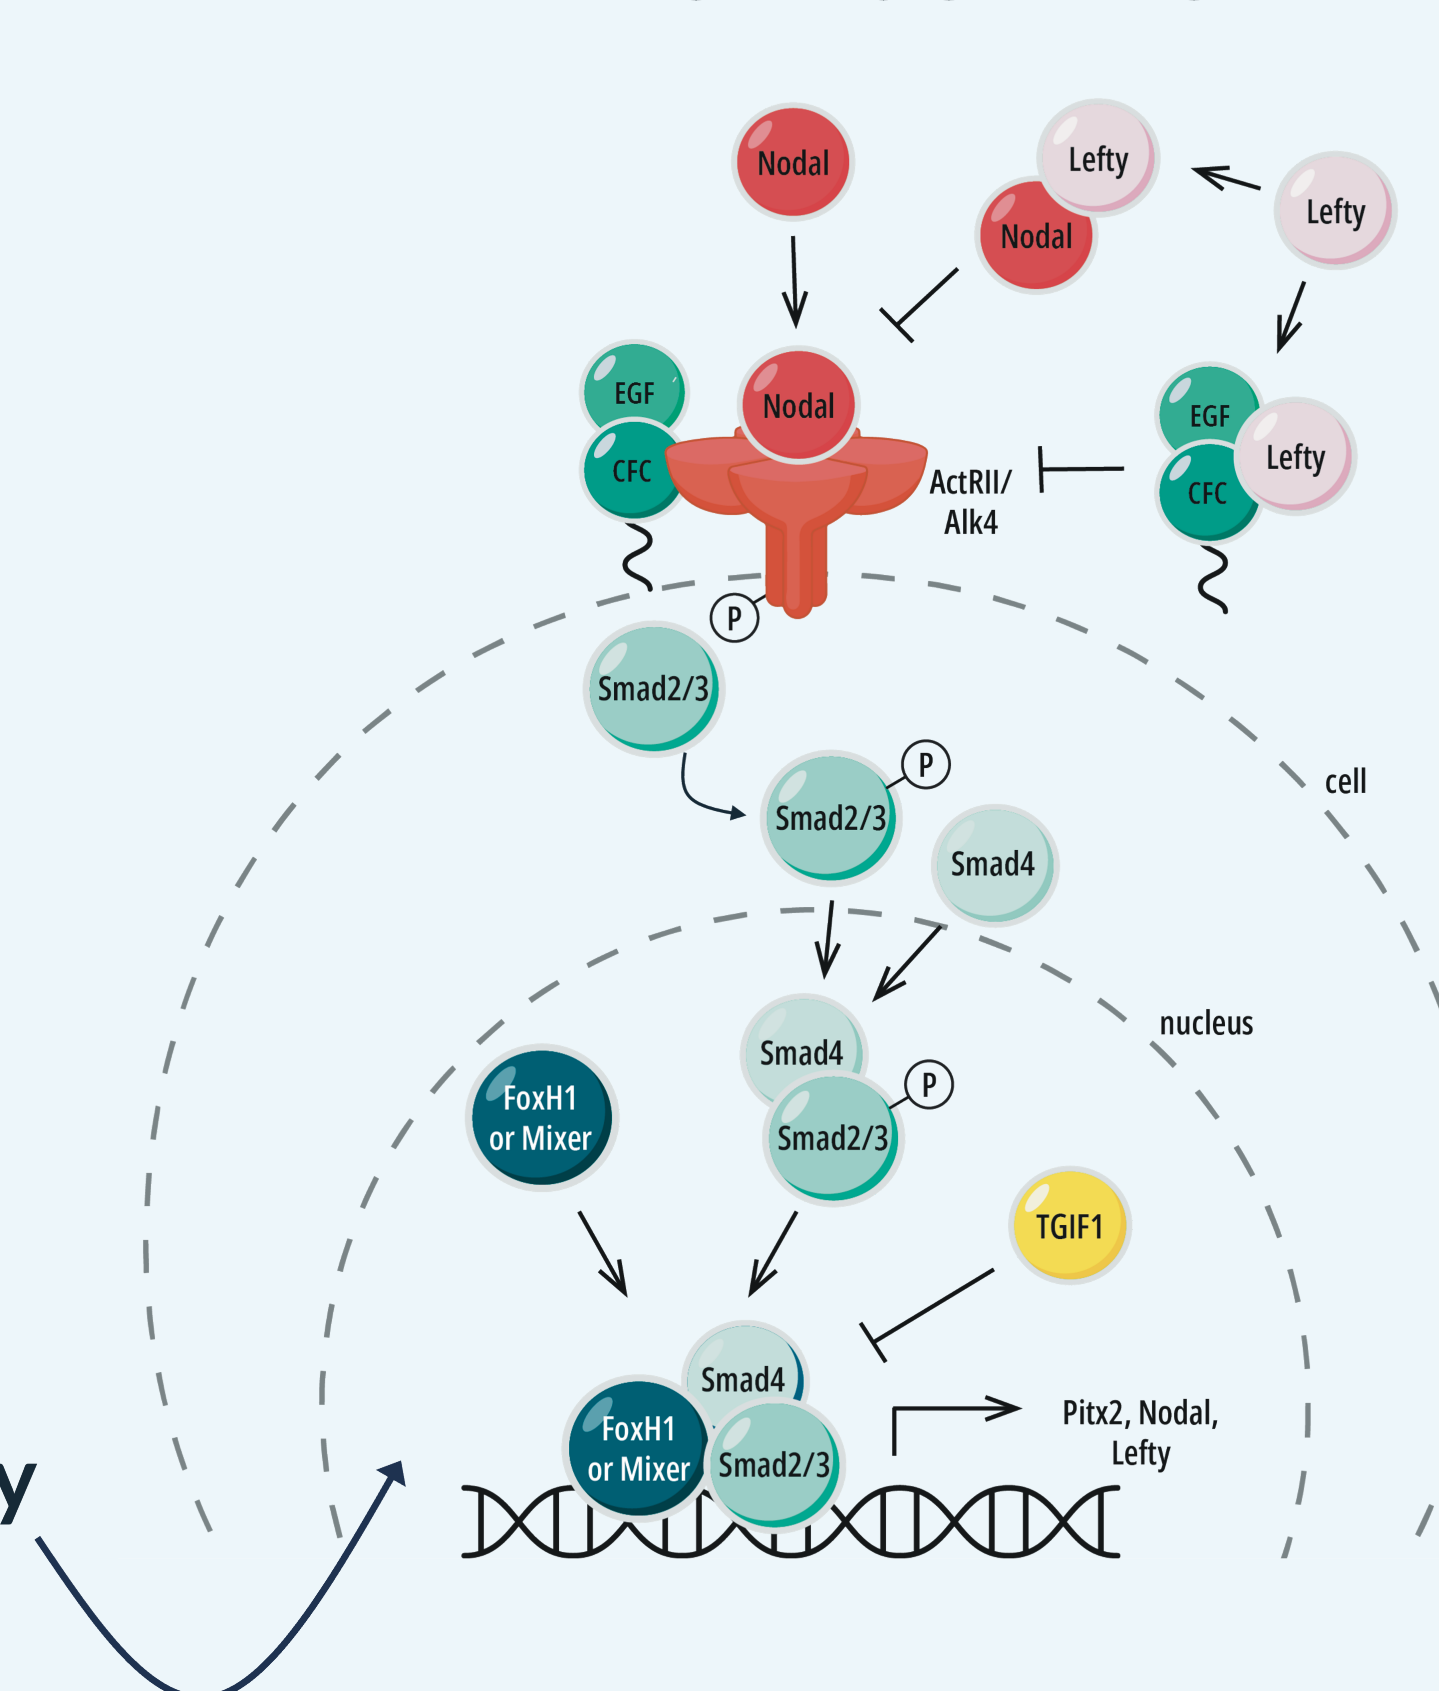 Nodal
Lefty
Nodal
Lefty
EGF
CFC
Nodal
ActRII/
Alk4
EGF
CFC
Lefty
P
Smad2/3
Smad2/3
P
Smad4
cell
nucleus
Smad4
Smad2/3
P
FoxH1
or Mixer
TGIF1
Smad4
FoxH1
or Mixer
Smad2/3
Pitx2, Nodal,
Lefty
y